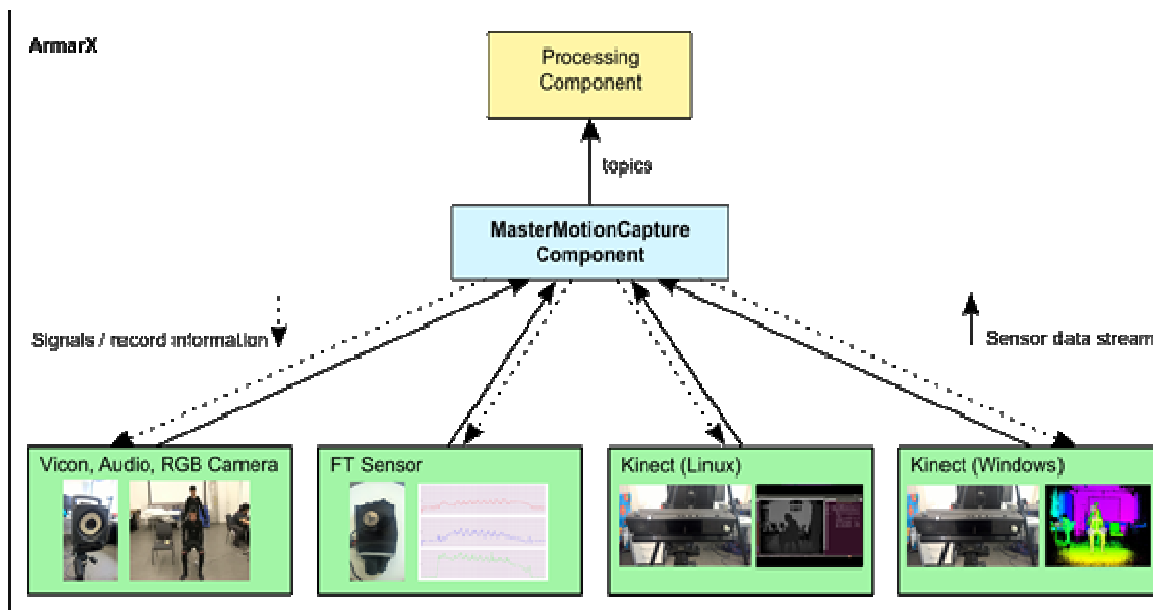 ArmarX
Processing
Component
topics
MasterMotionCapture
Component
Signals / record information
Sensor data stream
Vicon, Audio, RGB Camera
FT Sensor
Kinect (Linux)
Kinect (Windows)